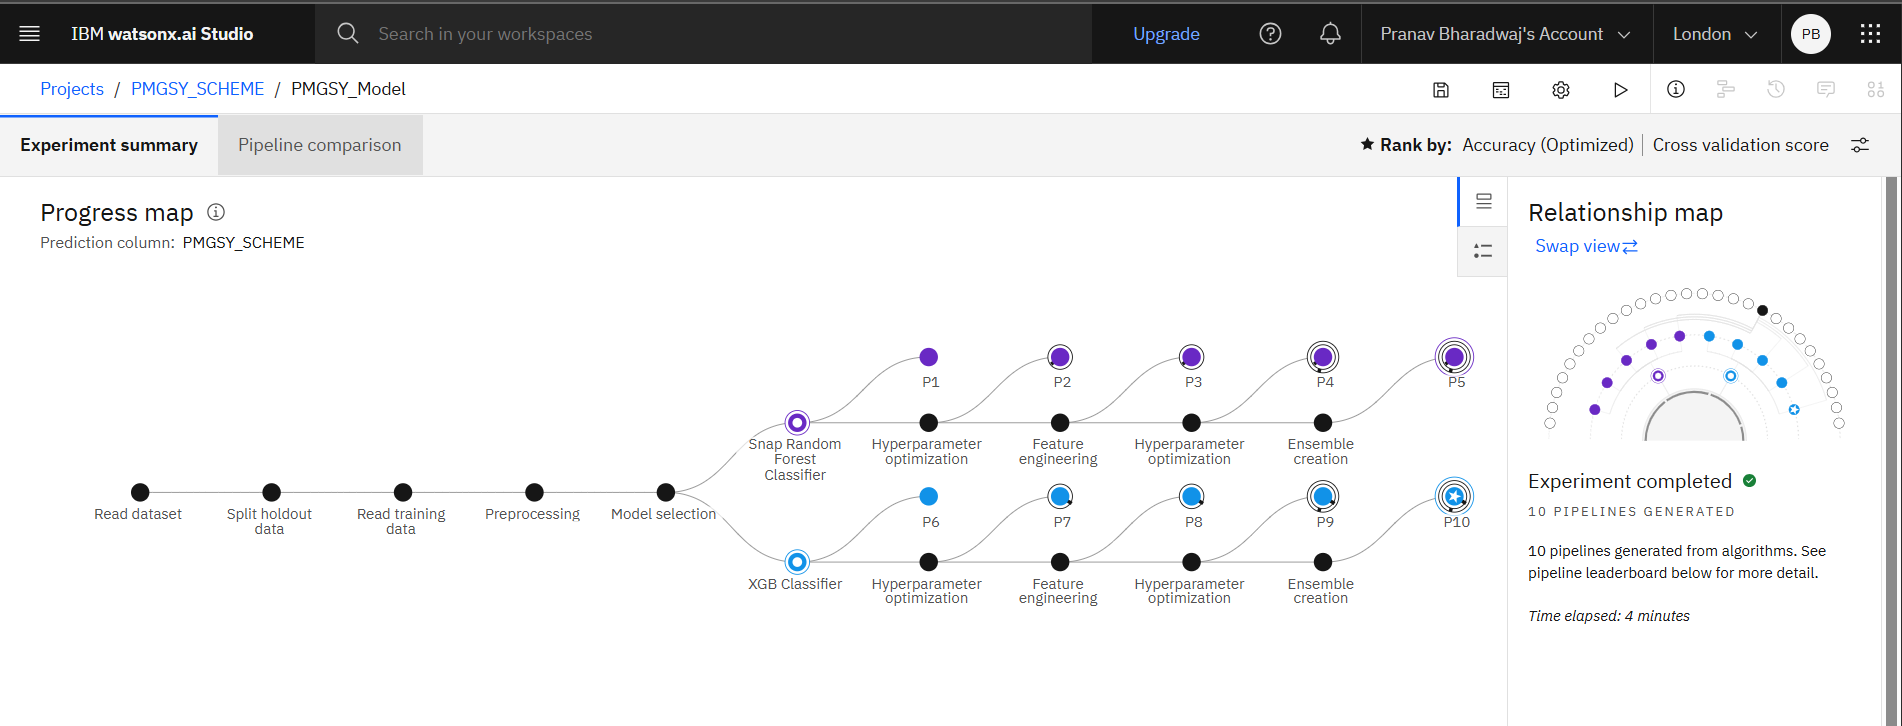 IBM watsonx.ai Studio
Search in your workspaces
Upgrade
Pranav Bharadwaj's Account
London
PB
Projects / PMGSY_SCHEME / PMGSY_Model
Experiment summary
Pipeline comparison
Rank by: Accuracy (Optimized) | Cross validation score
Progress map
Prediction column: PMGSY_SCHEME
Relationship map
Swap view
P1
P2
P3
P4
P5
Snap Random
Forest
Classifier
Hyperparameter
optimization
Feature
engineering
Hyperparameter
optimization
Ensemble
creation
Read dataset
Split holdout
data
Read training
data
Preprocessing
Model selection
P6
P7
P8
P9
P10
XGB Classifier
Hyperparameter
optimization
Feature
engineering
Hyperparameter
optimization
Ensemble
creation
Experiment completed
10 PIPELINES GENERATED
10 pipelines generated from algorithms. See
pipeline leaderboard below for more detail.
Time elapsed: 4 minutes